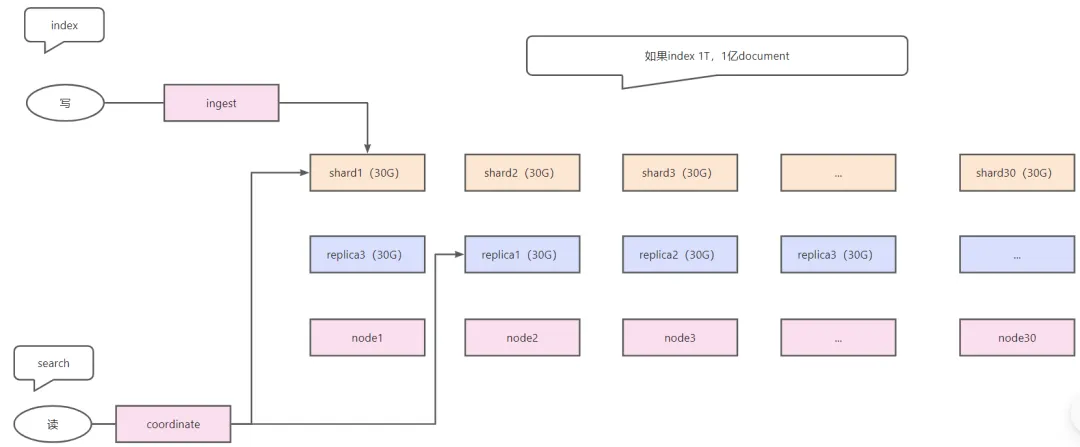 index
如果index 1T，1亿document
写
ingest
shard1（30G）
shard2（30G）
shard3（30G）
...
shard30（30G）
replica3（30G）
replica1（30G）
replica2（30G）
replica3（30G）
...
node1
node2
node3
...
node30
search
读
coordinate